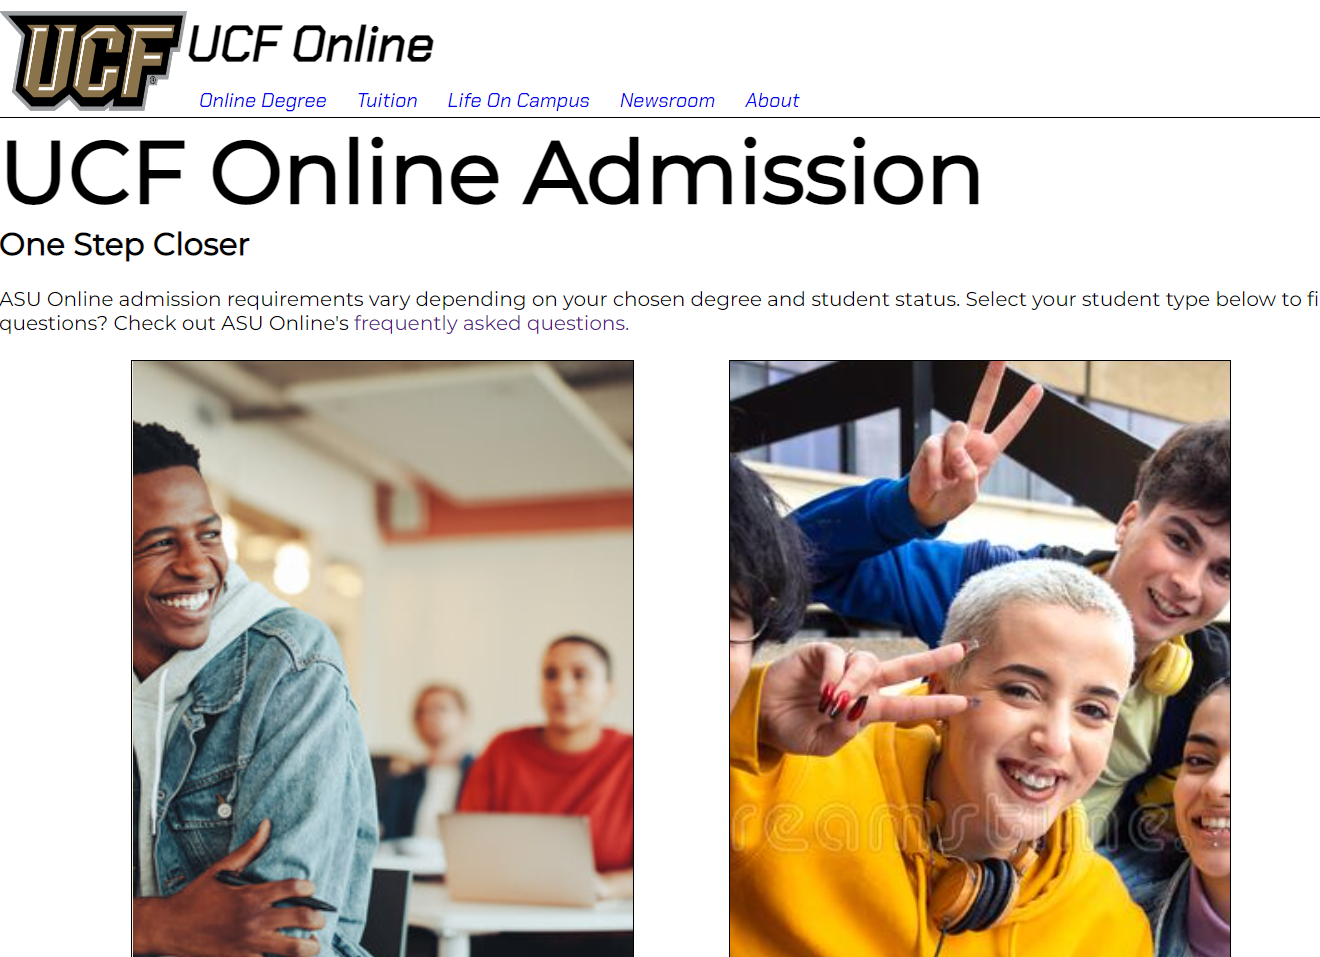 UCF
UCF Online
Online Degree Tuition Life On Campus Newsroom About
UCF Online Admission
One Step Closer
ASU Online admission requirements vary depending on your chosen degree and student status. Select your student type below to fi
questions? Check out ASU Online's frequently asked questions.
reamstime.